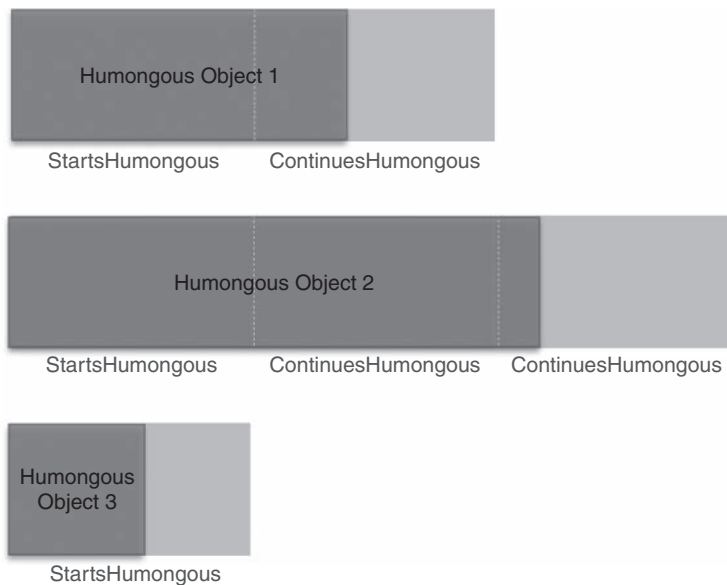 Humongous Object 1
StartsHumongous ContinuesHumongous
Humongous Object 2
StartsHumongous ContinuesHumongous ContinuesHumongous
Humongous
Object 3
StartsHumongous